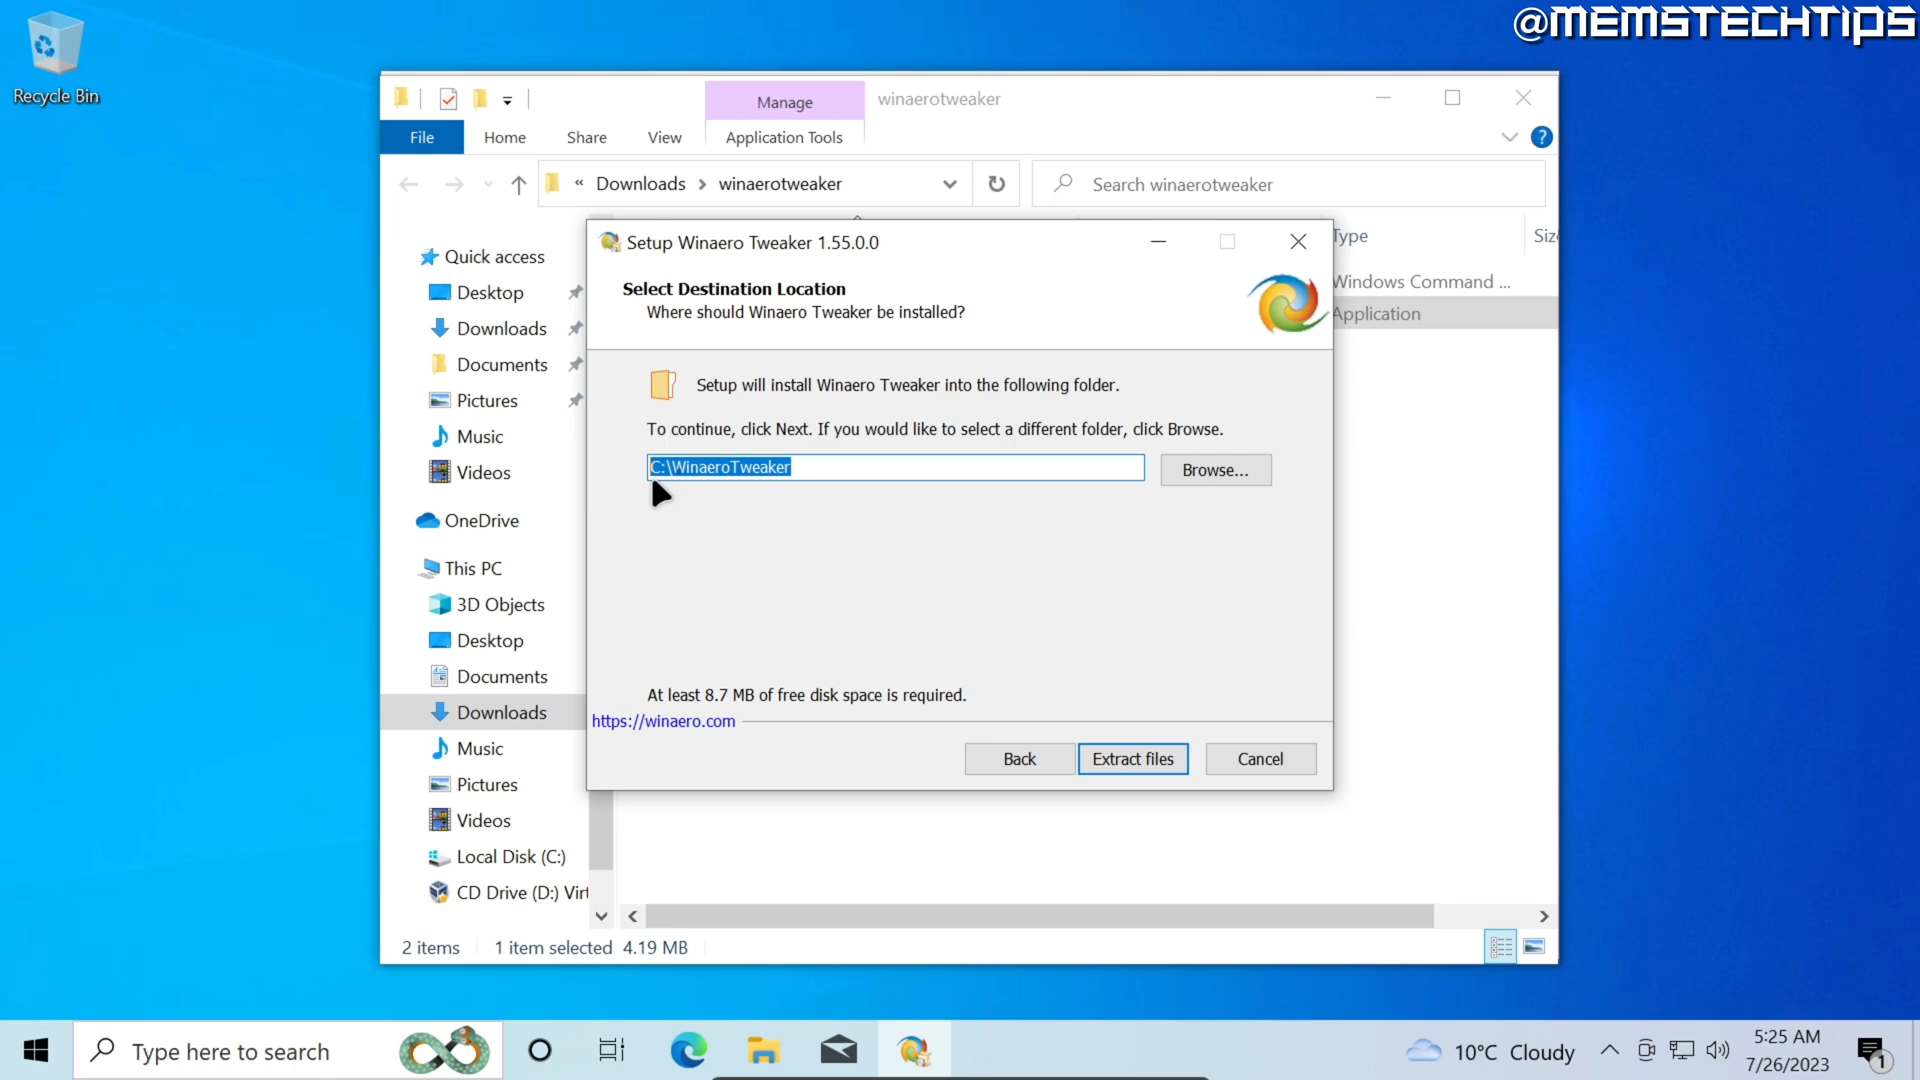 @MEMSTECHTIPS
Recycle Bin
Manage
winaerotweaker
File
Home
Share
View
Application Tools
?
« Downloads > winaerotweaker
Search winaerotweaker
Type
Siz
Windows Command ...
Application
Quick access
Desktop
Downloads
Documents
Pictures
Music
Videos
OneDrive
This PC
3D Objects
Desktop
Documents
Downloads
Music
Pictures
Videos
Local Disk (C:)
CD Drive (D:) Virt
Setup Winaero Tweaker 1.55.0.0
Select Destination Location
Where should Winaero Tweaker be installed?
Setup will install Winaero Tweaker into the following folder.
To continue, click Next. If you would like to select a different folder, click Browse.
C:\WinaeroTweaker
Browse...
At least 8.7 MB of free disk space is required.
https://winaero.com
Back
Extract files
Cancel
2 items
1 item selected 4.19 MB
Type here to search
10°C Cloudy
5:25 AM
7/26/2023
1